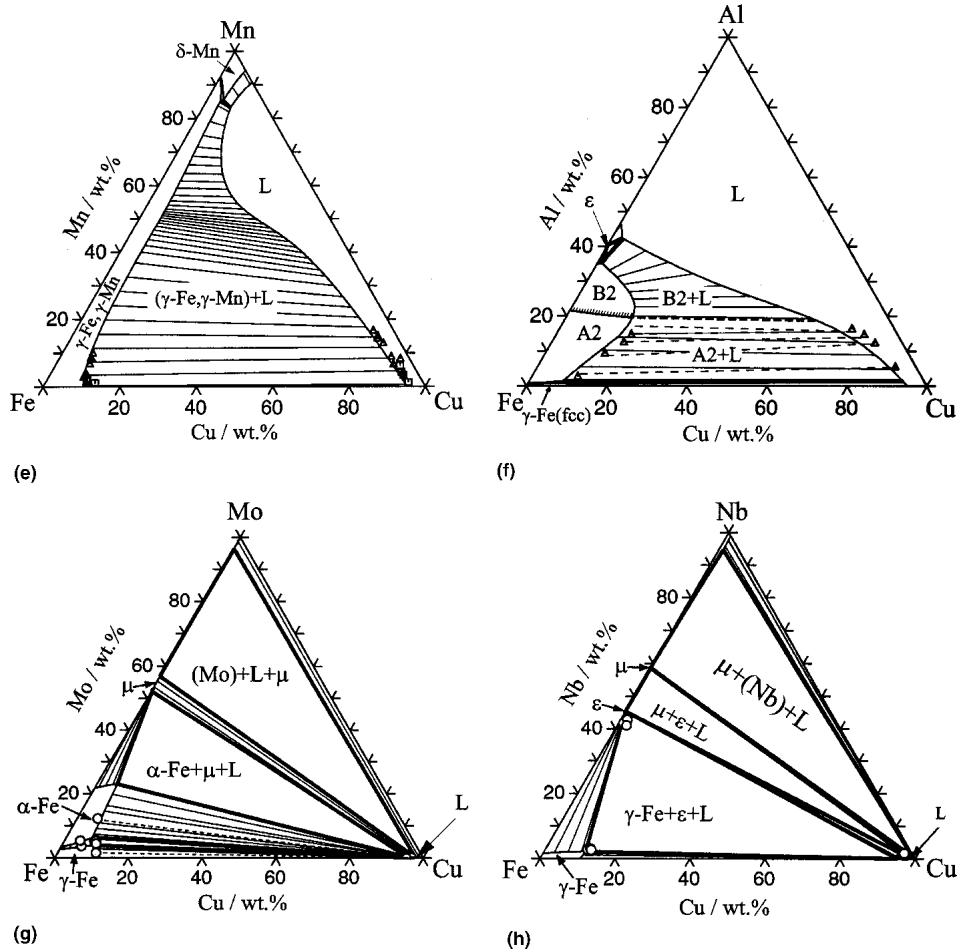 Mn
δ-Mn
80
60
Mn / wt.%
L
40
(γ-Fe,γ-Mn)+L
γ-Fe, γ-Mn
20
Fe
20
40
60
80
Cu
Cu / wt.%
(e)
Al
80
60
Al / wt.%
L
ε
40
B2
B2+L
20
A2
A2+L
Fe
γ-Fe(fcc)
20
40
60
80
Cu
Cu / wt.%
(f)
Mo
80
Mo / wt.%
60
(Mo)+L+μ
μ
40
α-Fe+μ+L
20
α-Fe
L
Fe
γ-Fe
20
40
60
80
Cu
Cu / wt.%
(g)
Nb
80
Nb / wt.%
60
μ
μ+(Nb)+L
ε
μ+ε+L
40
20
γ-Fe+ε+L
L
Fe
γ-Fe
20
40
60
80
Cu
Cu / wt.%
(h)